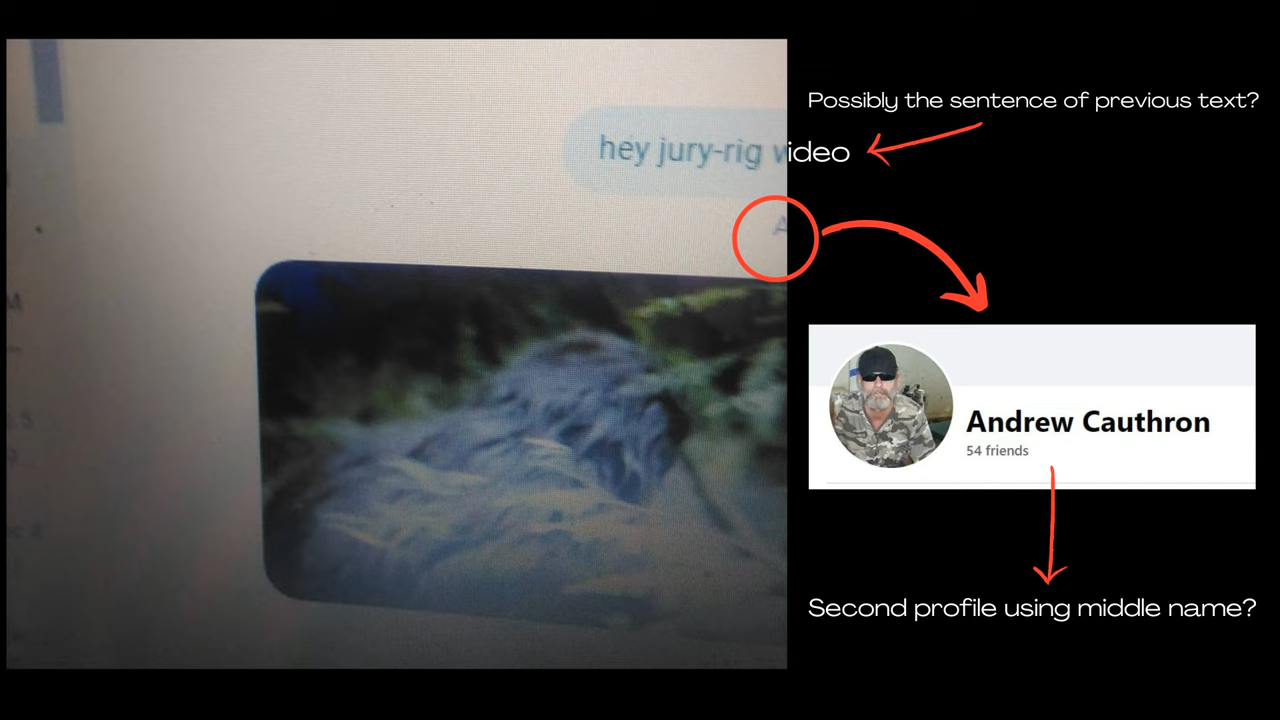 Possibly the sentence of previous text?
hey jury-rig video
A
Andrew Cauthron
54 friends
Second profile using middle name?